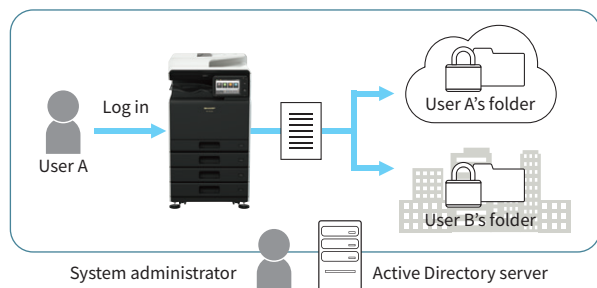 Log in
User A
User A's folder
User B's folder
System administrator
Active Directory server